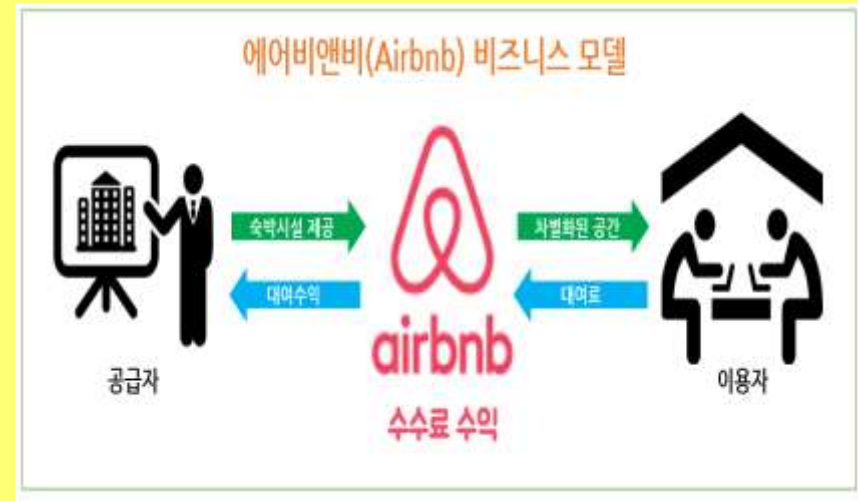 에어비앤비(Airbnb) 비즈니스 모델
숙박시설 제공
차별화된 공간
대여수익
대여료
airbnb
공급자
이용자
수수료 수익